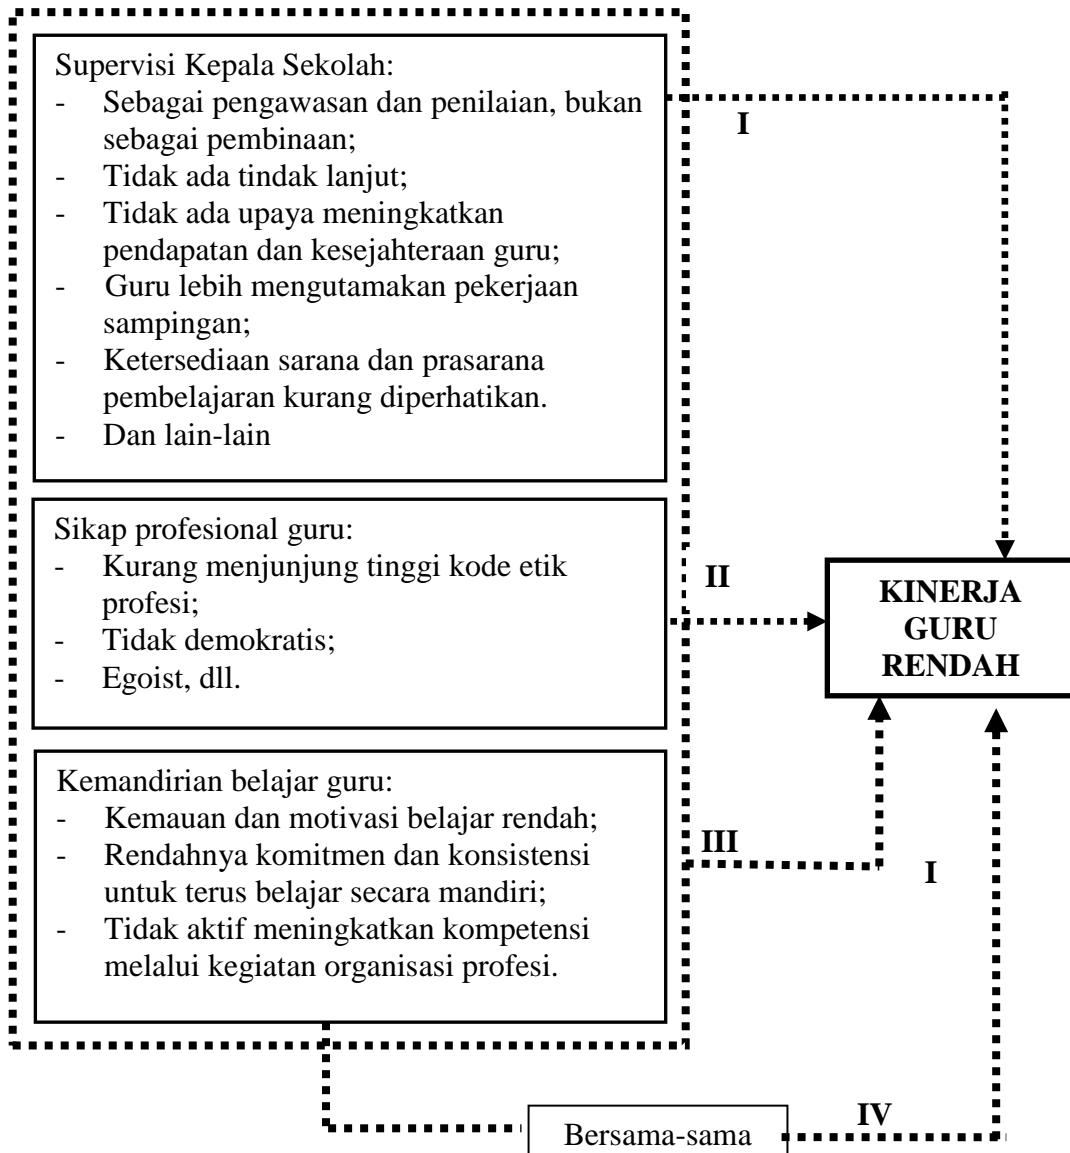 Supervisi Kepala Sekolah:
- Sebagai pengawasan dan penilaian, bukan
sebagai pembinaan;
- Tidak ada tindak lanjut;
- Tidak ada upaya meningkatkan
pendapatan dan kesejahteraan guru;
- Guru lebih mengutamakan pekerjaan
sampingan;
- Ketersediaan sarana dan prasarana
pembelajaran kurang diperhatikan.
- Dan lain-lain
I
Sikap profesional guru:
- Kurang menjunjung tinggi kode etik
profesi;
- Tidak demokratis;
- Egoist, dll.
II
KINERJA
GURU
RENDAH
Kemandirian belajar guru:
- Kemauan dan motivasi belajar rendah;
- Rendahnya komitmen dan konsistensi
untuk terus belajar secara mandiri;
- Tidak aktif meningkatkan kompetensi
melalui kegiatan organisasi profesi.
III
I
Bersama-sama
IV